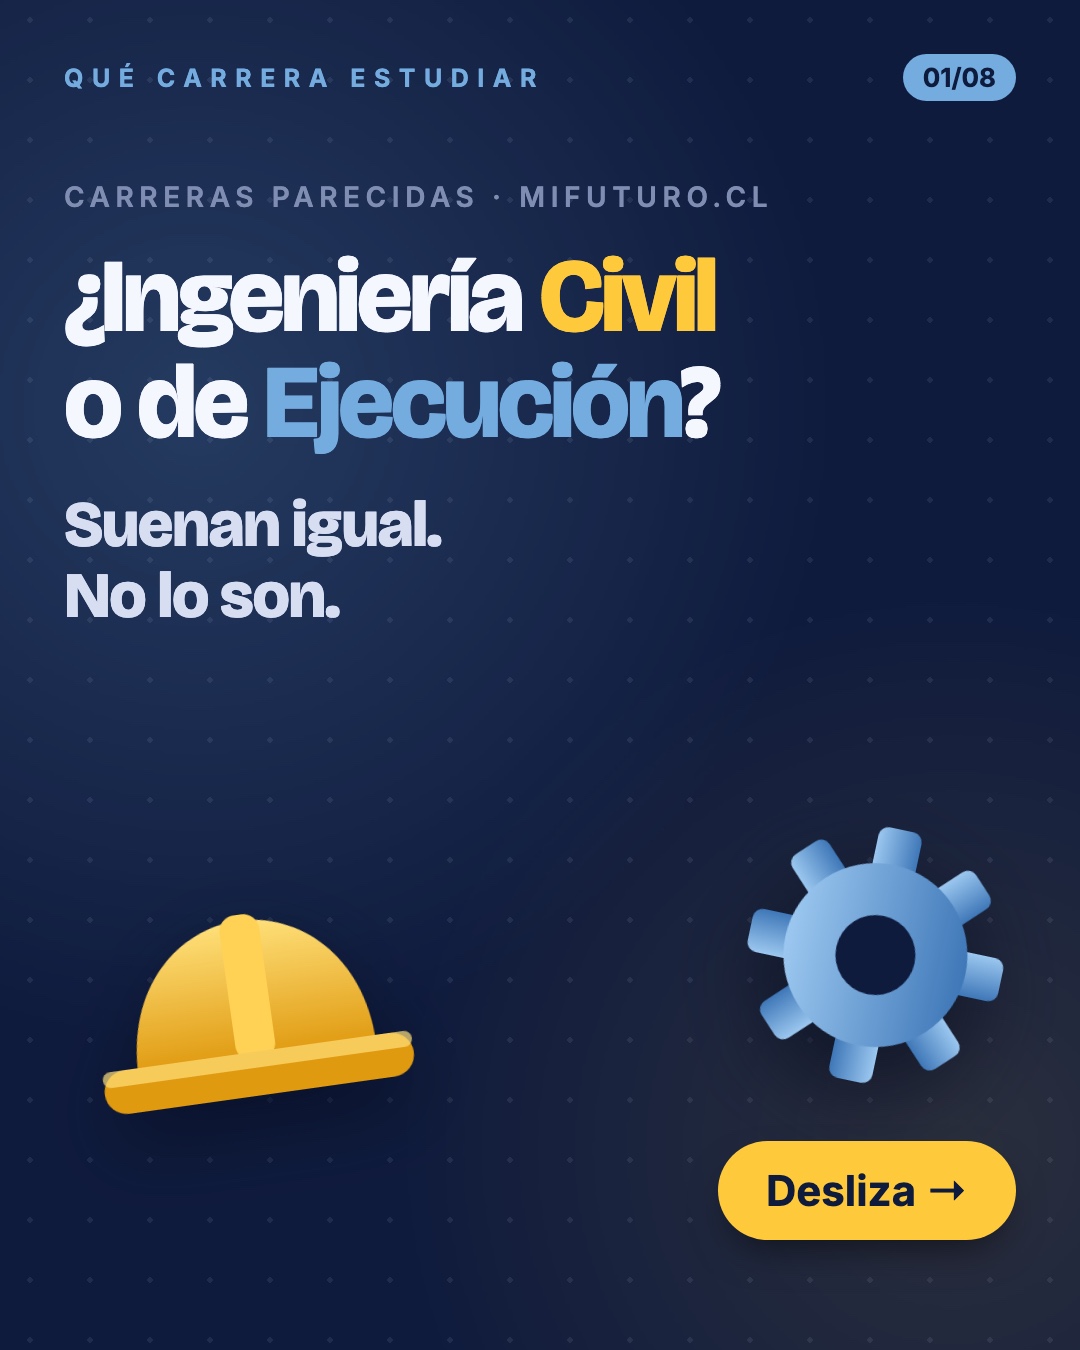 QUÉ CARRERA ESTUDIAR
01/08
CARRERAS PARECIDAS · MIFUTURO.CL
¿Ingeniería Civil
o de Ejecución?
Suenan igual.
No lo son.
Desliza →